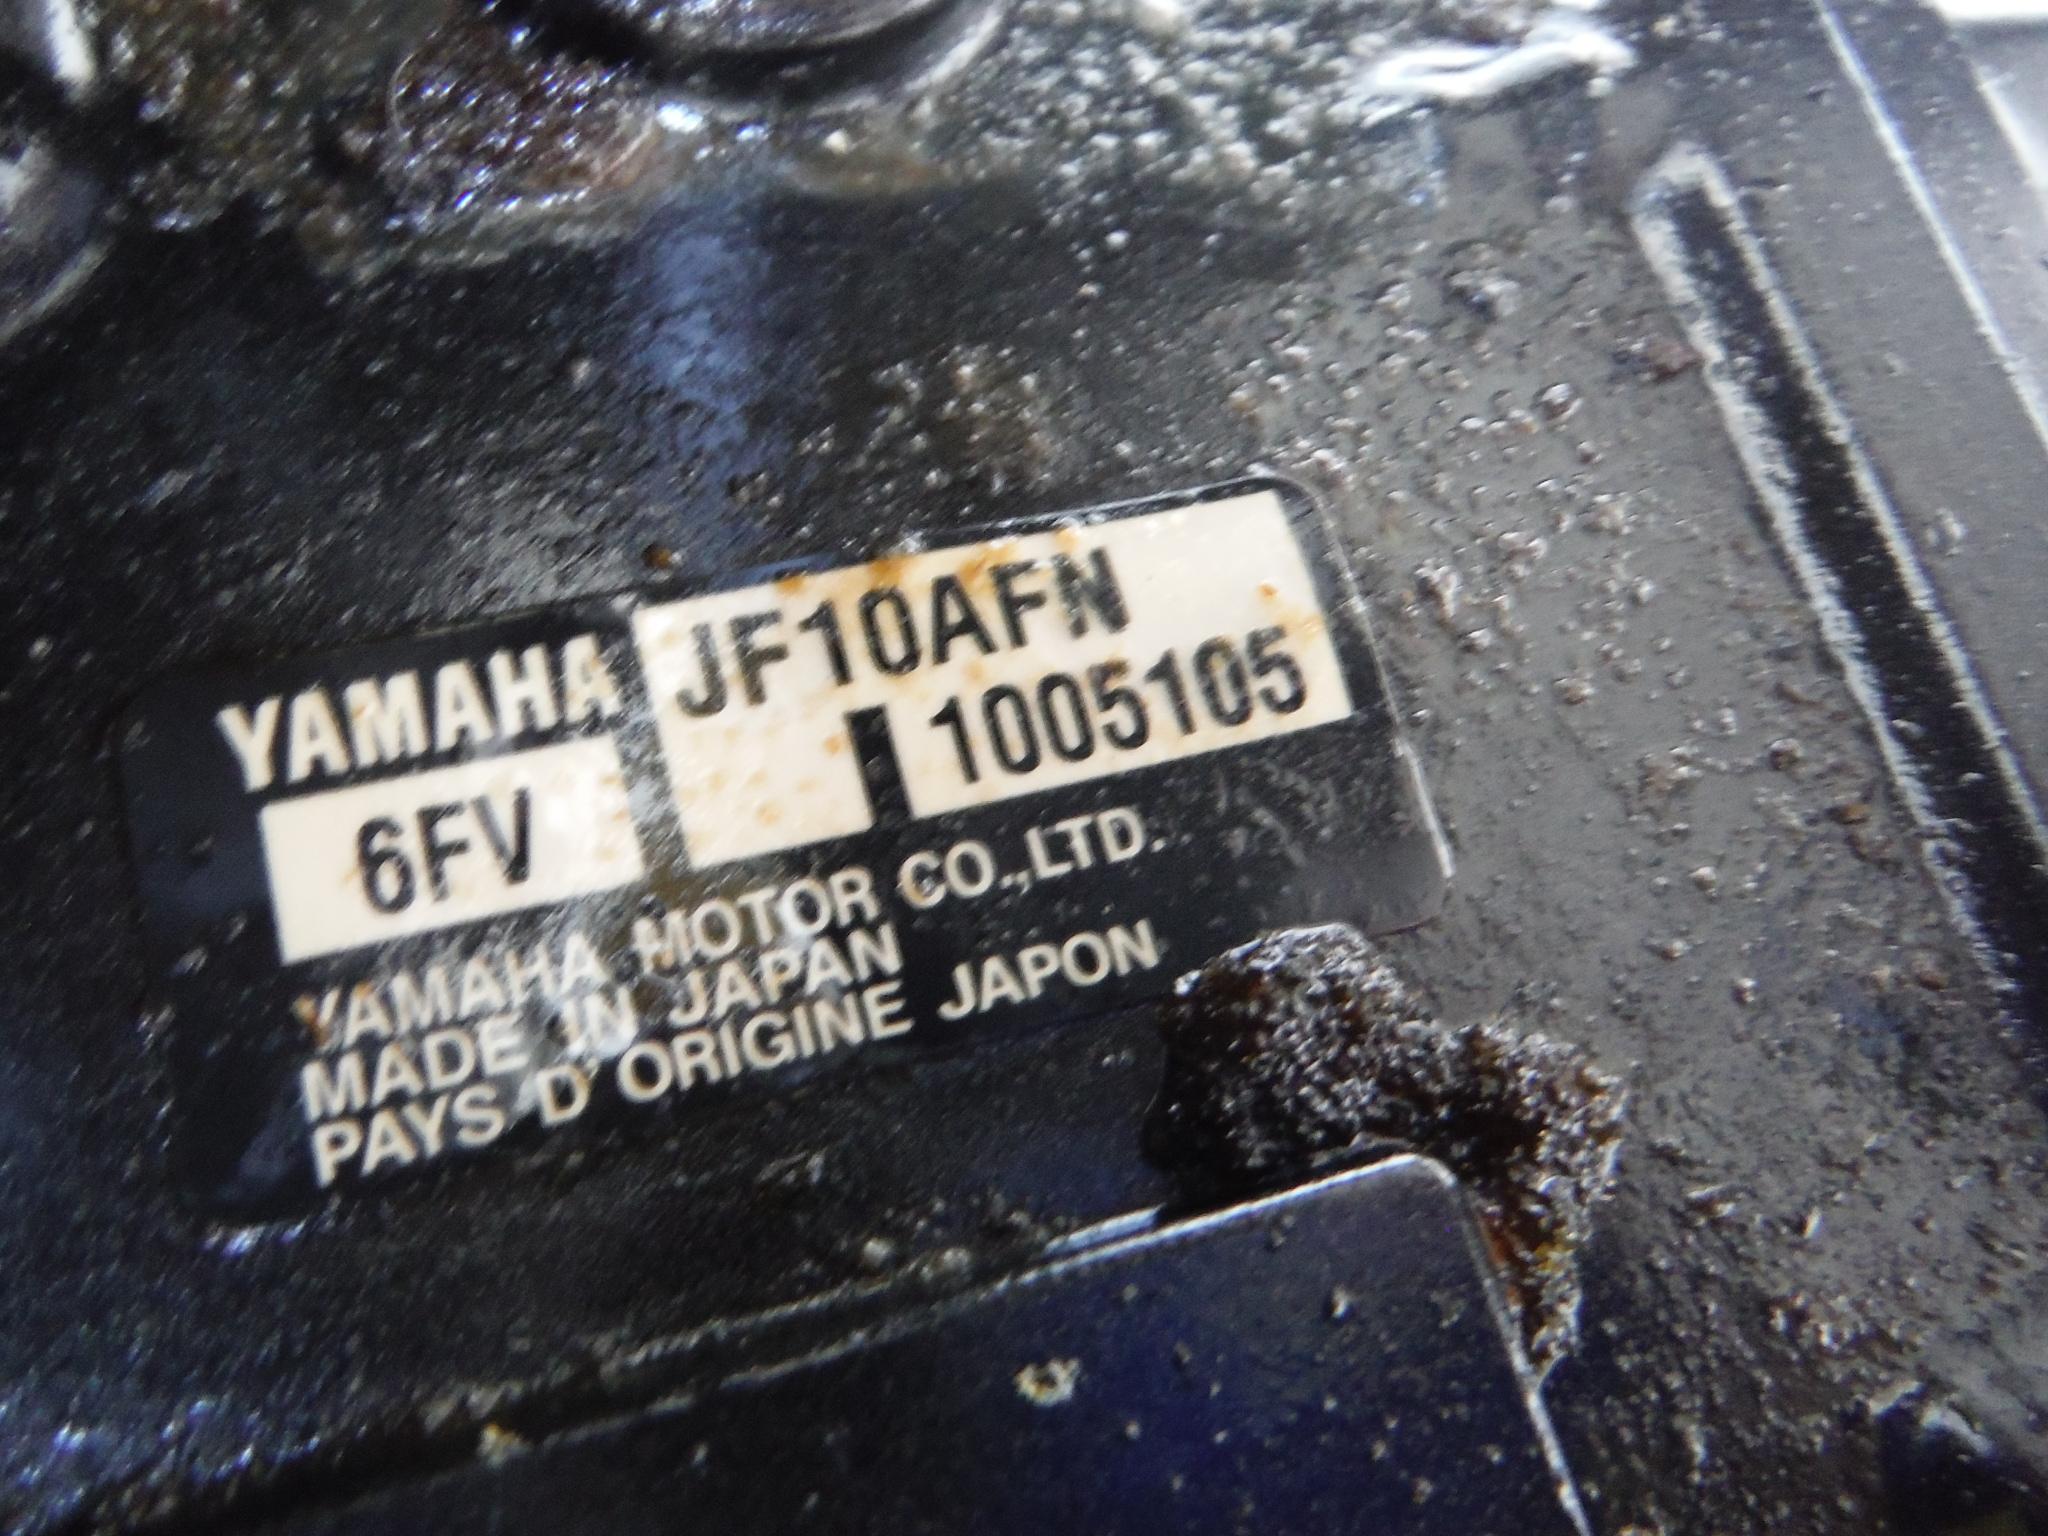 YAMAHA JF10AFN
6FV 1005105
YAMAHA MOTOR CO.,LTD.
MADE IN JAPAN
PAYS D'ORIGINE JAPON